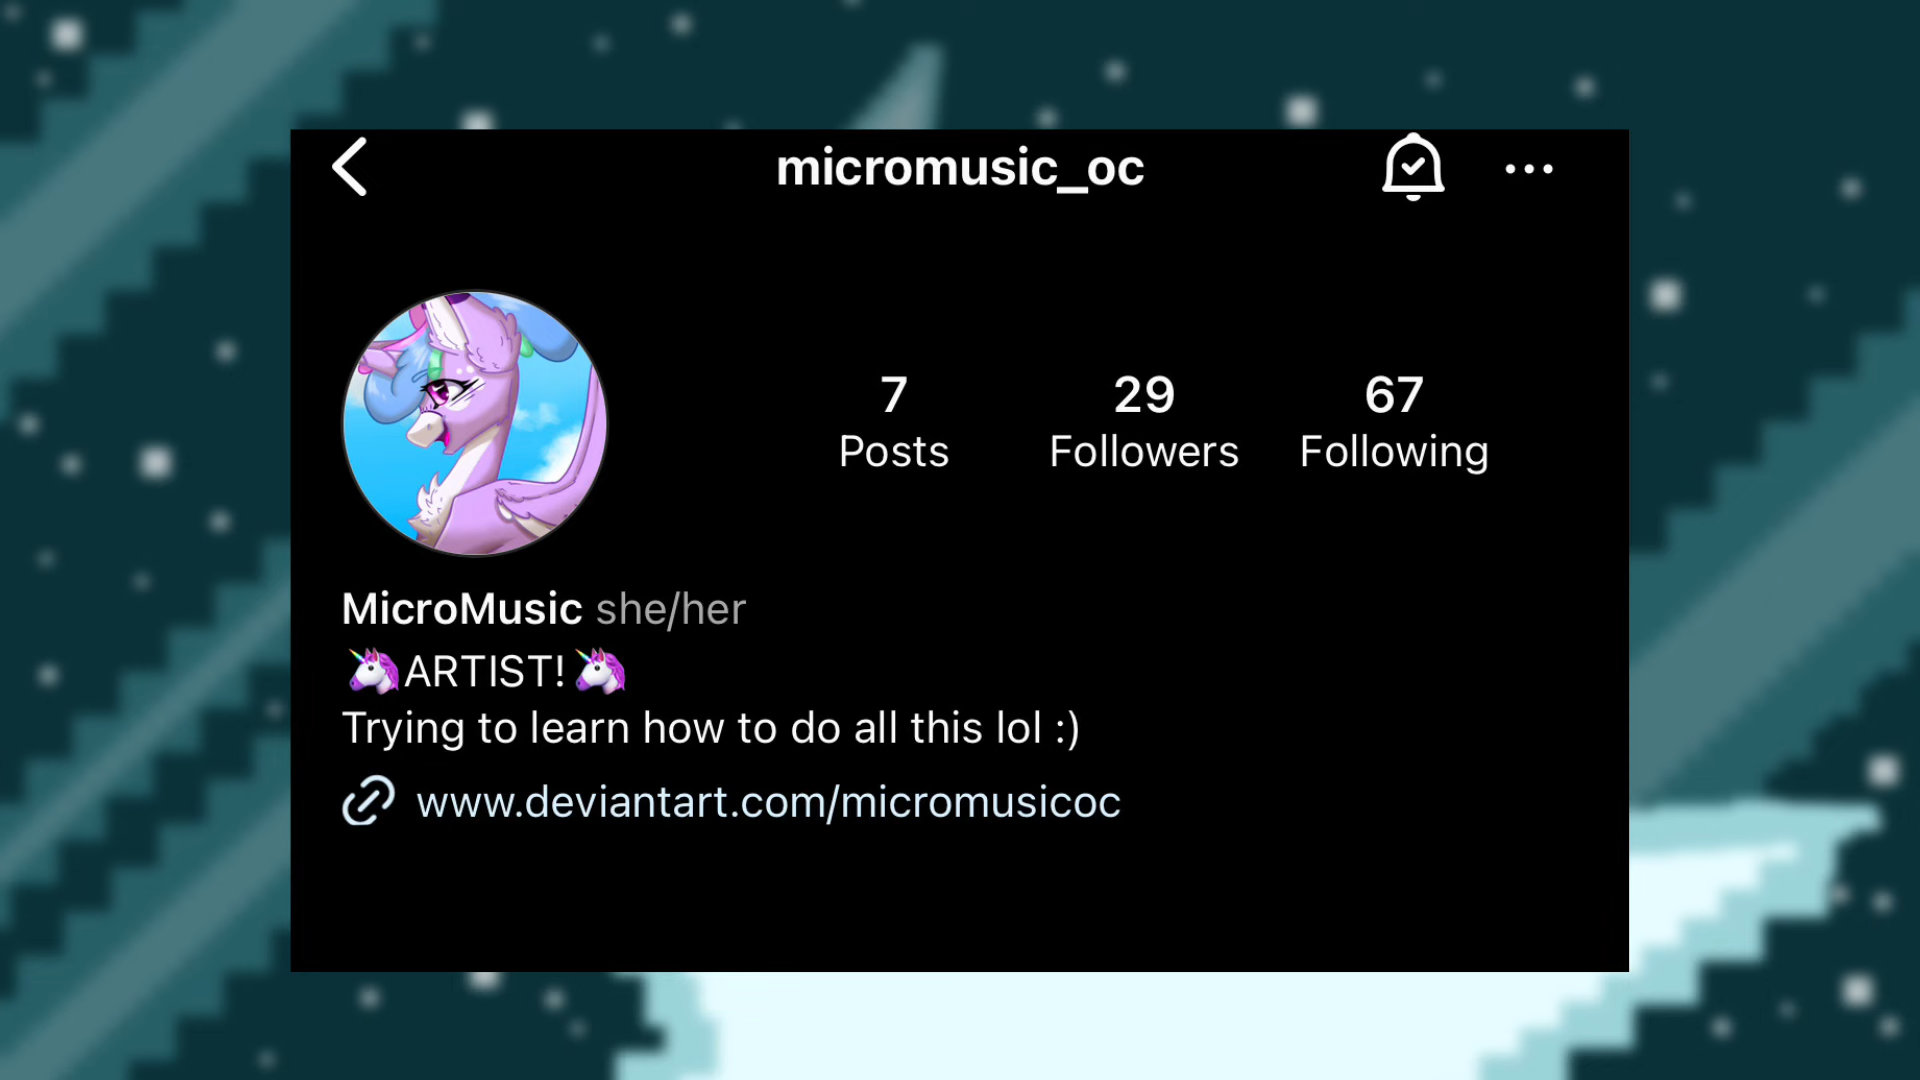 micromusic_oc
7 29 67
Posts Followers Following
MicroMusic she/her
🦄ARTIST!🦄
Trying to learn how to do all this lol :)
www.deviantart.com/micromusicoc